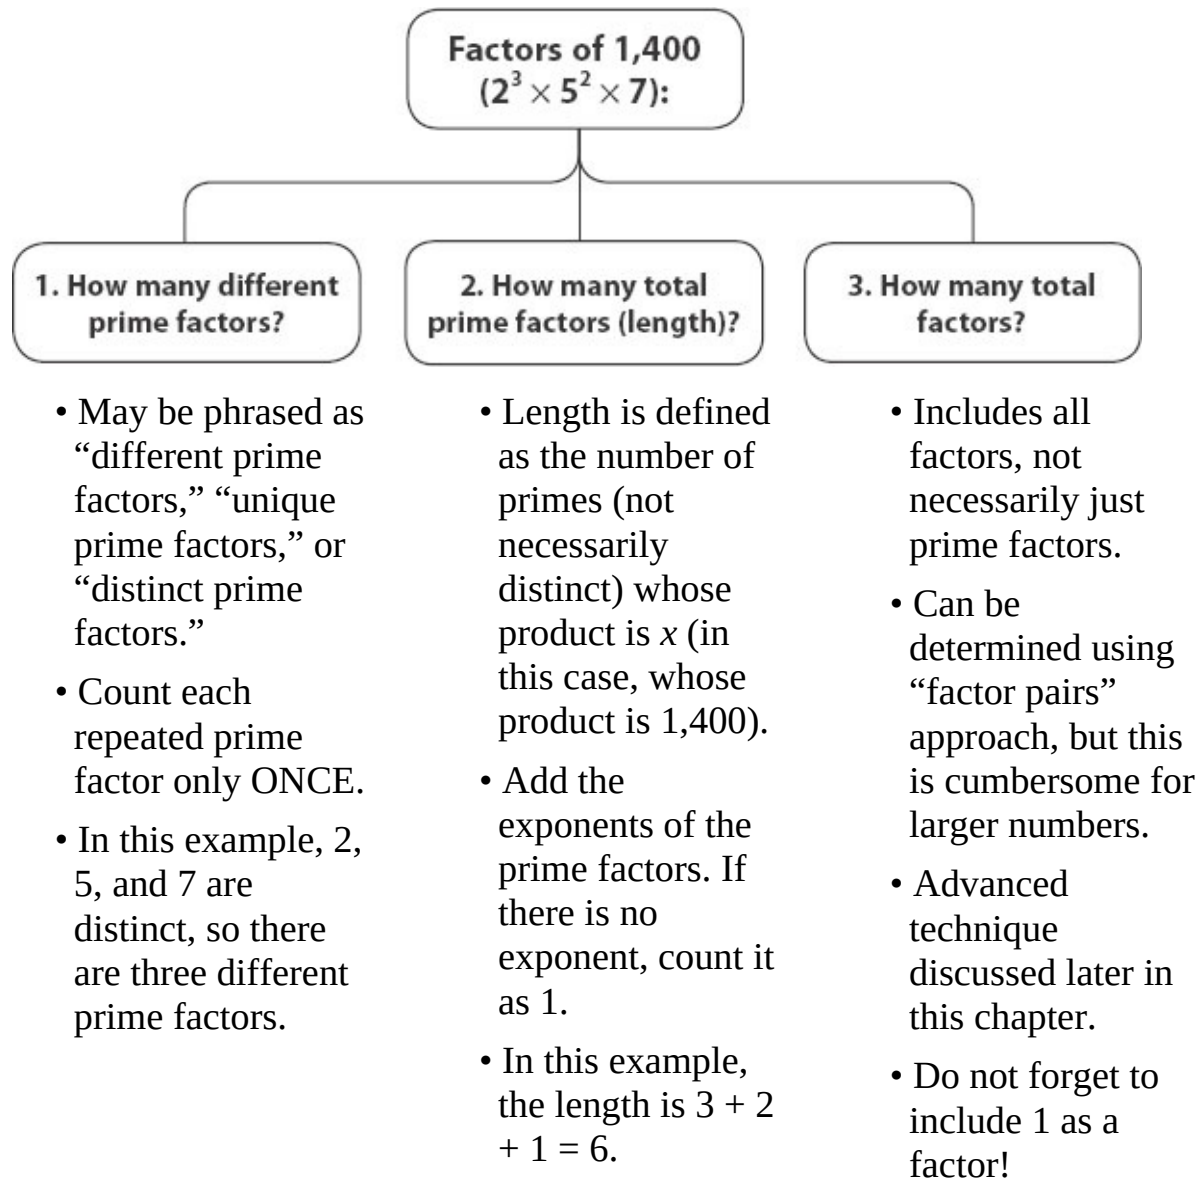 Factors of 1,400
(2³ × 5² × 7):
1. How many different
prime factors?
2. How many total
prime factors (length)?
3. How many total
factors?
• May be phrased as
“different prime
factors,” “unique
prime factors,” or
“distinct prime
factors.”
• Count each
repeated prime
factor only ONCE.
• In this example, 2,
5, and 7 are
distinct, so there
are three different
prime factors.
• Length is defined
as the number of
primes (not
necessarily
distinct) whose
product is x (in
this case, whose
product is 1,400).
• Add the
exponents of the
prime factors. If
there is no
exponent, count it
as 1.
• In this example,
the length is 3 + 2
+ 1 = 6.
• Includes all
factors, not
necessarily just
prime factors.
• Can be
determined using
“factor pairs”
approach, but this
is cumbersome for
larger numbers.
• Advanced
technique
discussed later in
this chapter.
• Do not forget to
include 1 as a
factor!